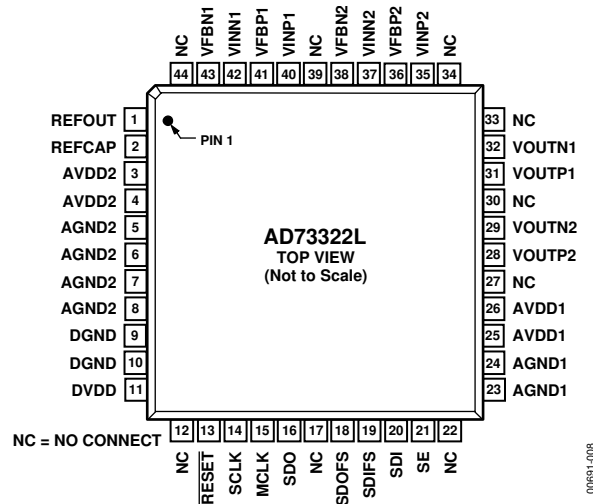 NC VFBN1 VINN1 VFBP1 VINP1 NC VFBN2 VINN2 VFBP2 VINP2 NC
44 43 42 41 40 39 38 37 36 35 34
REFOUT 1
REFCAP 2
AVDD2 3
AVDD2 4
AGND2 5
AGND2 6
AGND2 7
AGND2 8
DGND 9
DGND 10
DVDD 11
PIN 1
AD73322L
TOP VIEW
(Not to Scale)
33 NC
32 VOUTN1
31 VOUTP1
30 NC
29 VOUTN2
28 VOUTP2
27 NC
26 AVDD1
25 AVDD1
24 AGND1
23 AGND1
12 13 14 15 16 17 18 19 20 21 22
NC RESET SCLK MCLK SDO NC SDOFS SDIFS SDI SE NC
NC = NO CONNECT
00691-008